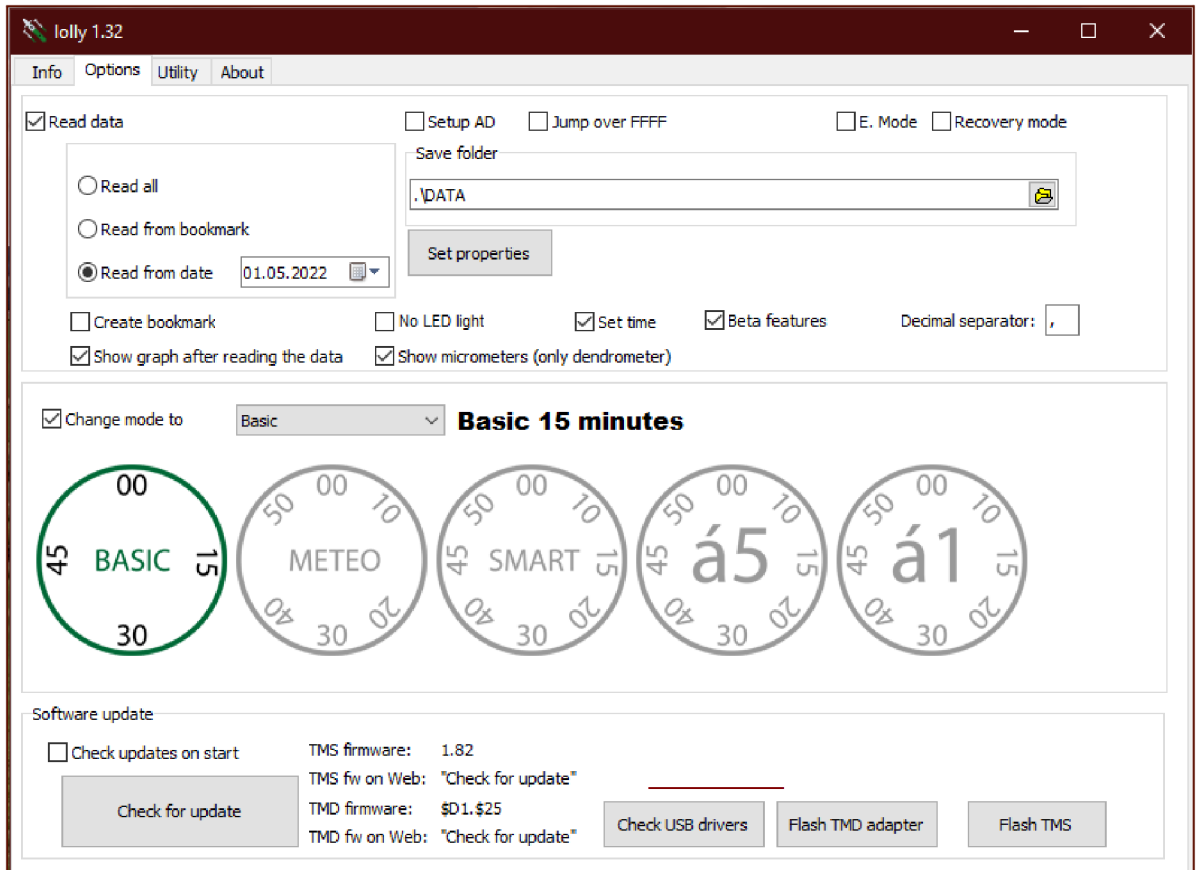 lolly 1.32
Info Options Utility About
Read data Setup AD Jump over FFFF E. Mode Recovery mode
Save folder
Read all
.\DATA
Read from bookmark
Set properties
Read from date 01.05.2022
Create bookmark No LED light Set time Beta features Decimal separator: ,
Show graph after reading the data Show micrometers (only dendrometer)
Change mode to Basic Basic 15 minutes
00 15 30 45 BASIC
00 10 15 20 30 40 45 50 METEO
00 10 15 20 30 40 45 50 SMART
00 10 15 20 30 40 45 50 á5
00 10 15 20 30 40 45 50 á1
Software update
Check updates on start
Check for update
TMS firmware: 1.82
TMS fw on Web: "Check for update"
TMD firmware: $D1.$25
TMD fw on Web: "Check for update"
Check USB drivers Flash TMD adapter Flash TMS